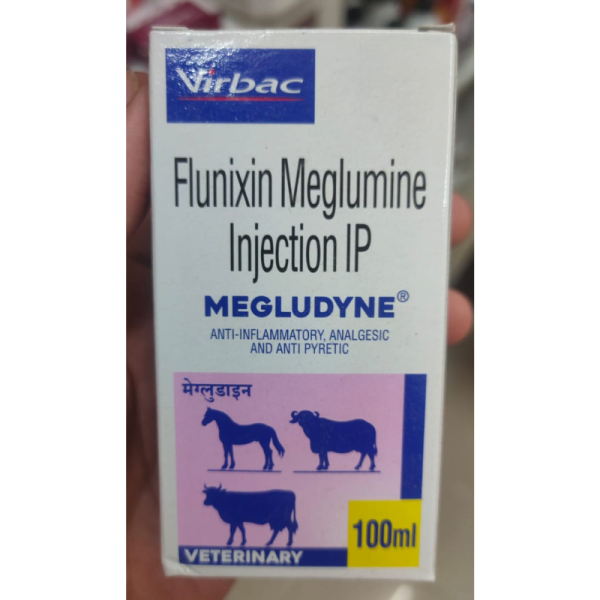 Virbac
Flunixin Meglumine
Injection IP
MEGLUDYNE®
ANTI-INFLAMMATORY, ANALGESIC
AND ANTI PYRETIC
मेग्लुडाइन
100ml
VETERINARY